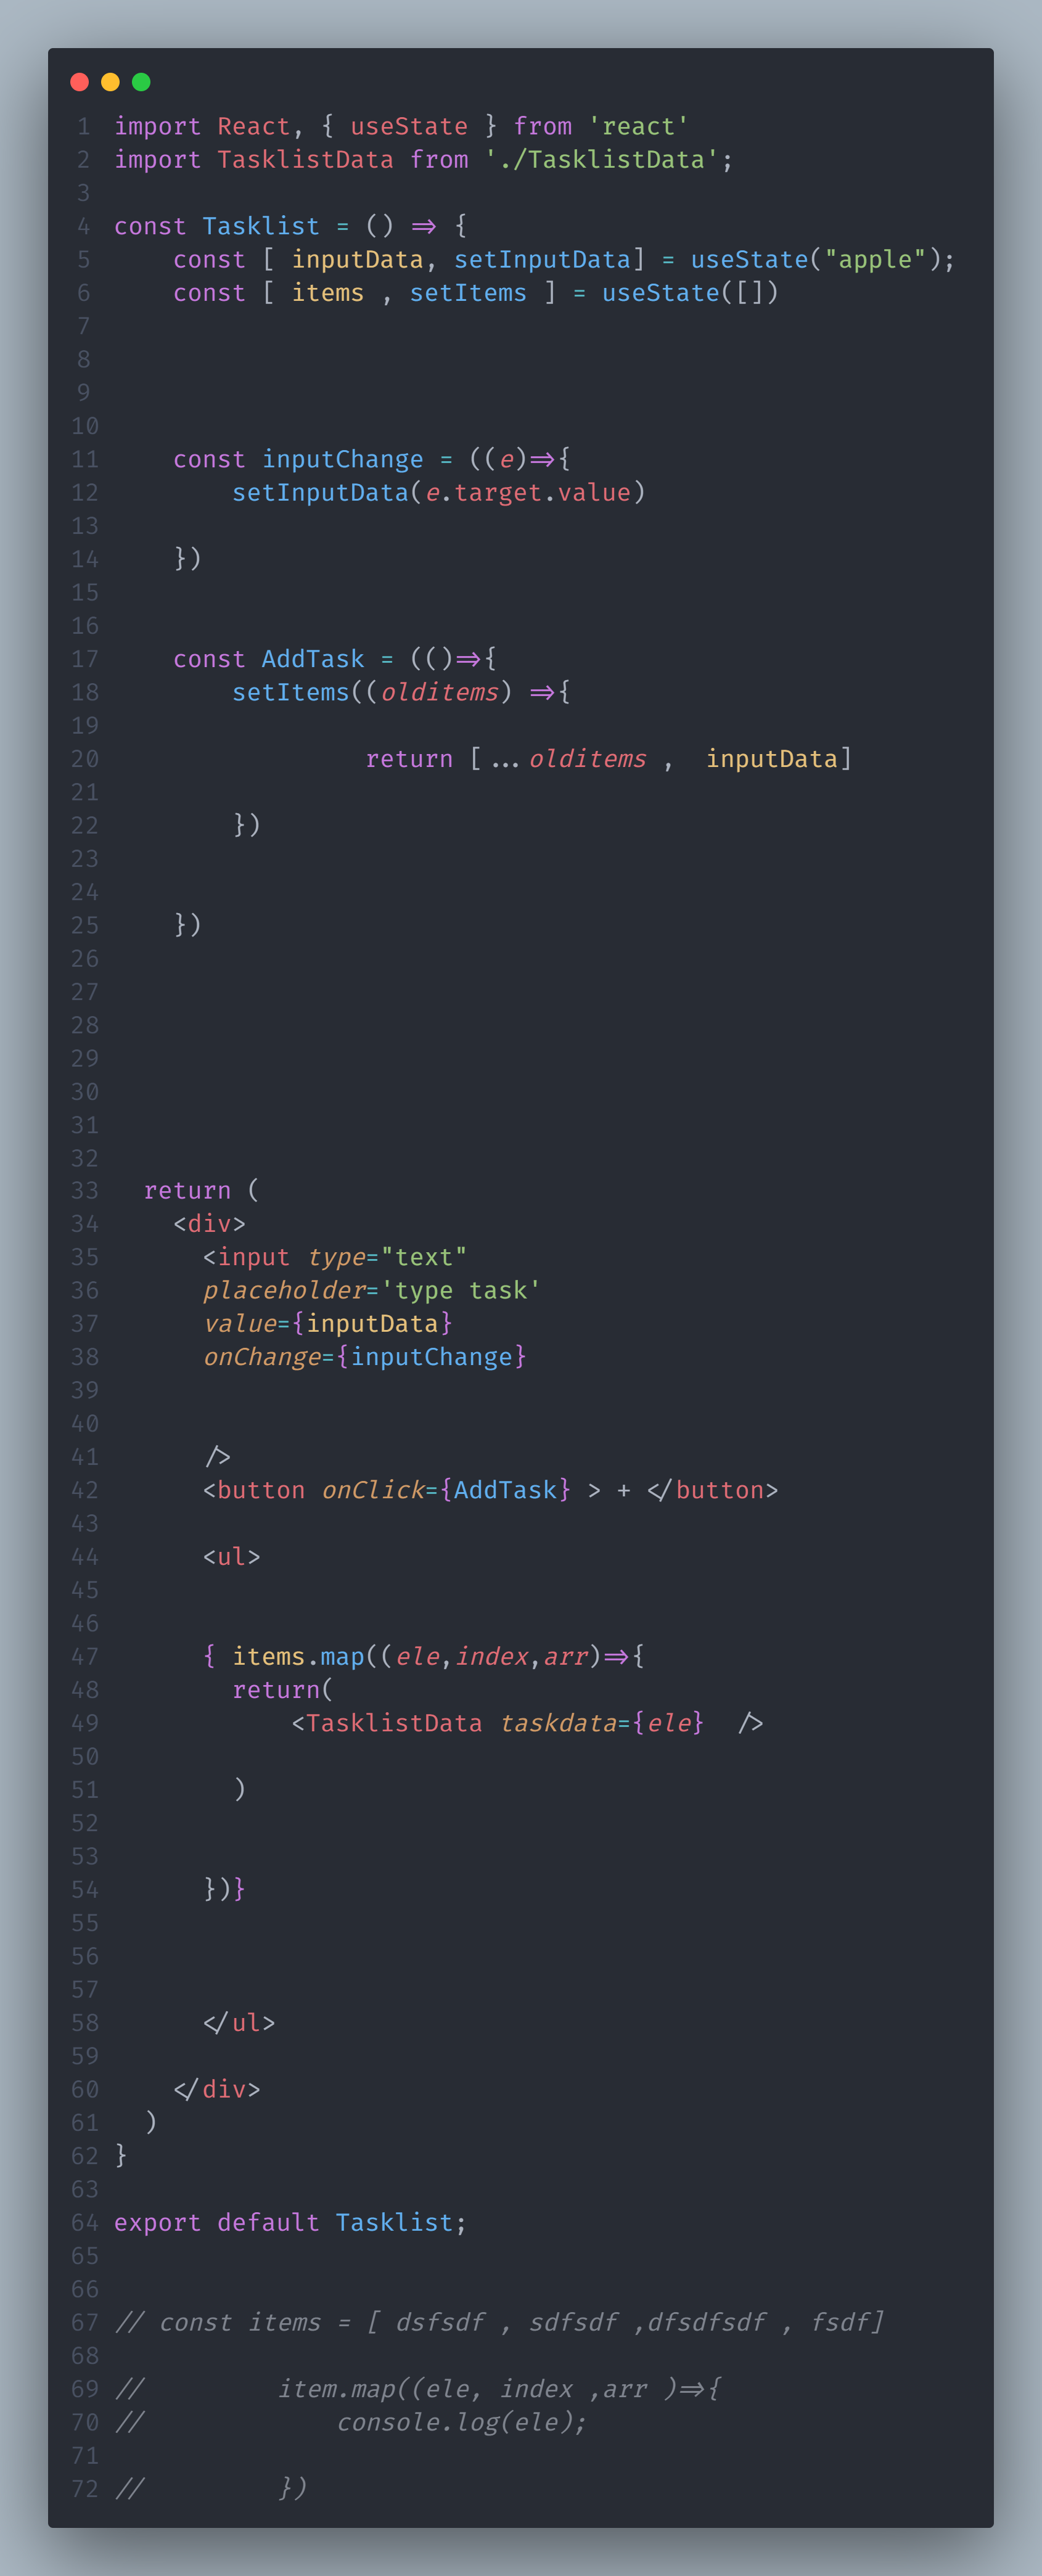 1 import React, { useState } from 'react'
2 import TasklistData from './TasklistData';
3
4 const Tasklist = () => {
5     const [ inputData, setInputData] = useState("apple");
6     const [ items , setItems ] = useState([])
7
8
9
10
11     const inputChange = ((e)=>{
12         setInputData(e.target.value)
13
14     })
15
16
17     const AddTask = (()=>{
18         setItems((olditems) =>{
19
20                  return [...olditems ,  inputData]
21
22         })
23
24
25     })
26
27
28
29
30
31
32
33   return (
34     <div>
35       <input type="text"
36       placeholder='type task'
37       value={inputData}
38       onChange={inputChange}
39
40
41       />
42       <button onClick={AddTask} > + </button>
43
44       <ul>
45
46
47       { items.map((ele,index,arr)=>{
48         return(
49             <TasklistData taskdata={ele}  />
50
51         )
52
53
54       })}
55
56
57
58       </ul>
59
60     </div>
61   )
62 }
63
64 export default Tasklist;
65
66
67 // const items = [ dsfsdf , sdfsdf ,dfsdfsdf , fsdf]
68
69 //         item.map((ele, index ,arr )=>{
70 //             console.log(ele);
71
72 //         })